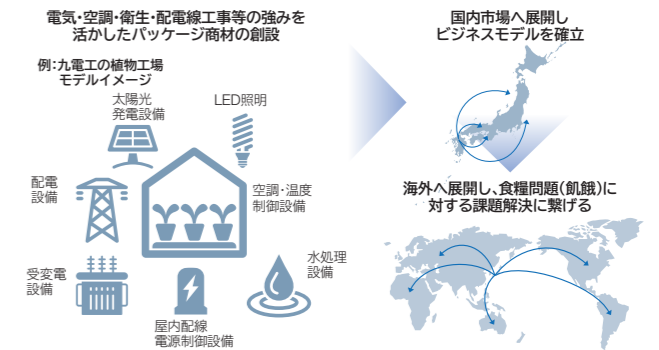 電気・空調・衛生・配電線工事等の強みを
活かしたパッケージ商材の創設
例：九電工の植物工場
モデルイメージ
太陽光
発電設備
LED照明
配電
設備
空調・温度
制御設備
受変電
設備
屋内配線
電源制御設備
水処理
設備
国内市場へ展開し
ビジネスモデルを確立
海外へ展開し、食糧問題（飢餓）に
対する課題解決に繋げる